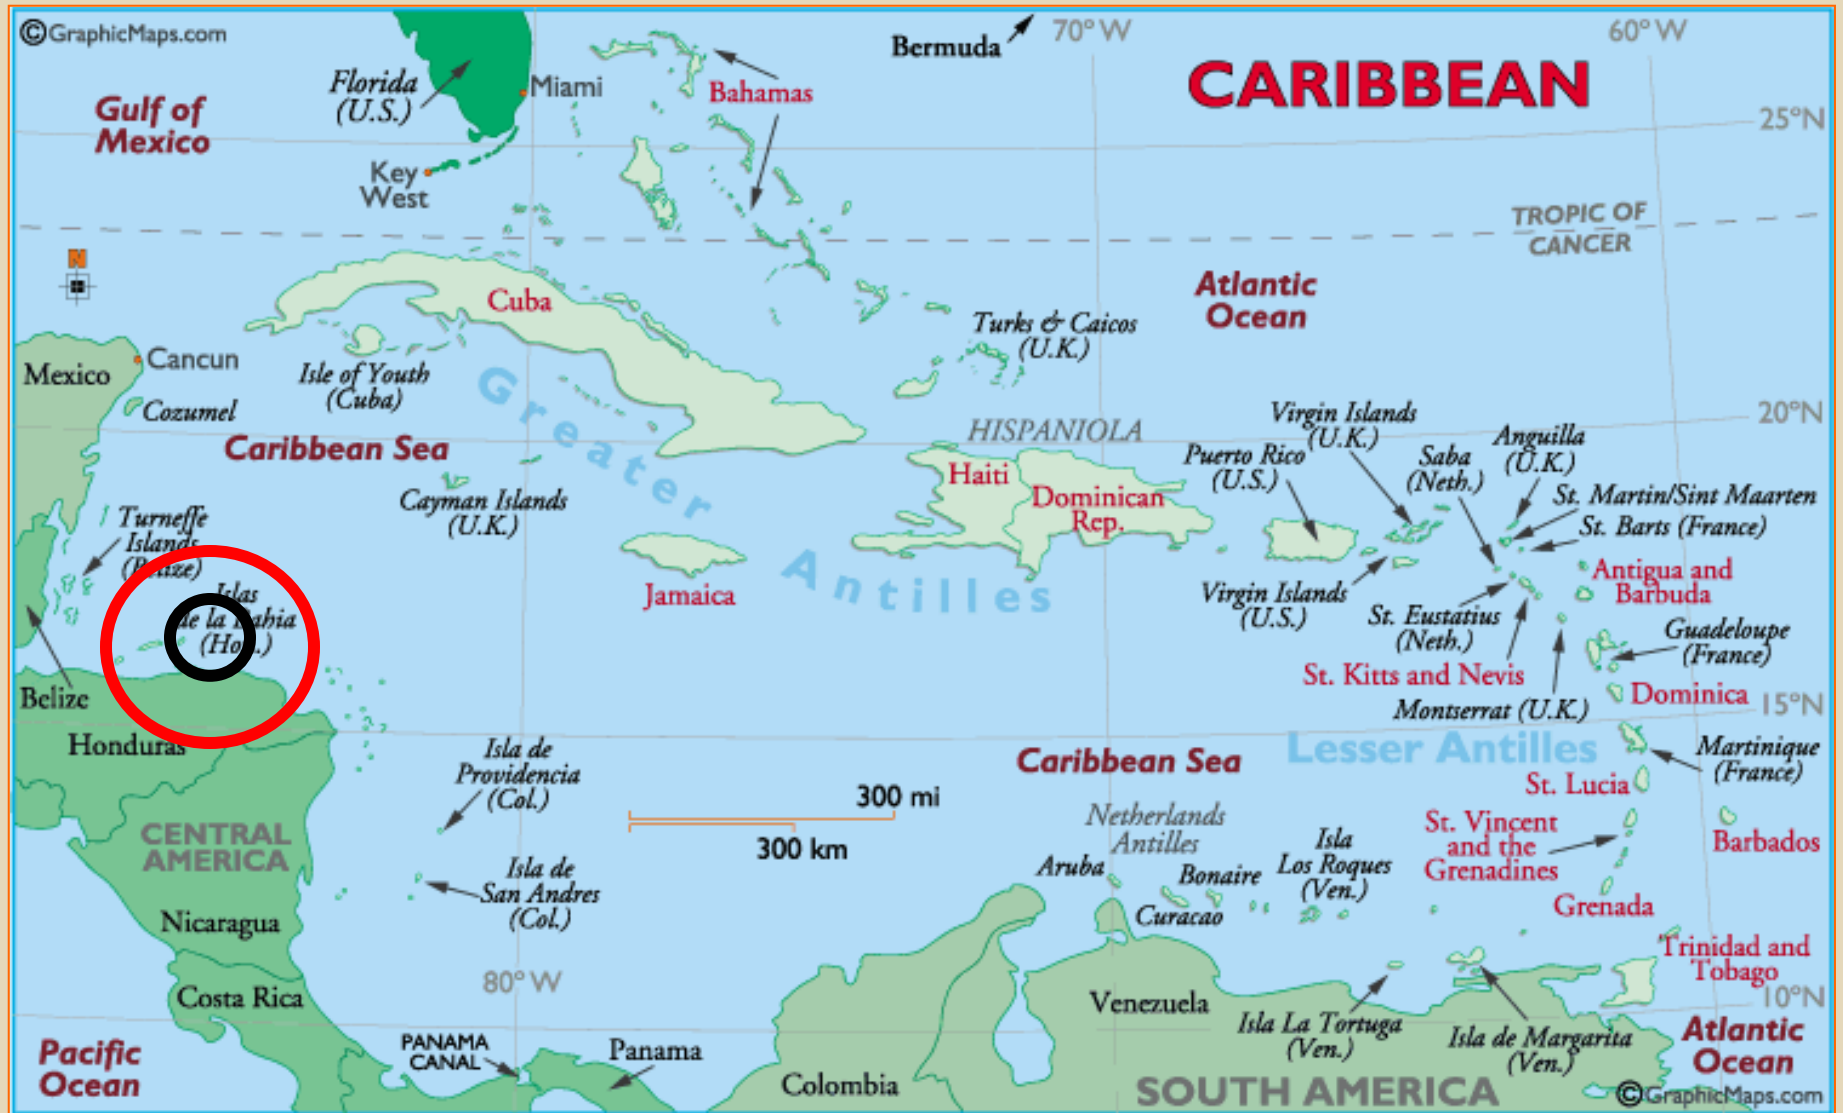 ©GraphicMaps.com
Bermuda
70°W
60°W
CARIBBEAN
Gulf of
Mexico
Florida
(U.S.)
Miami
Bahamas
25°N
Key
West
TROPIC OF
CANCER
N
Cuba
Atlantic
Ocean
Turks & Caicos
(U.K.)
Mexico
Cancun
Isle of Youth
(Cuba)
Cozumel
Caribbean Sea
Greater
Antilles
Cayman Islands
(U.K.)
HISPANIOLA
Haiti
Dominican
Rep.
Jamaica
20°N
Virgin Islands
(U.K.)
Puerto Rico
(U.S.)
Saba
(Neth.)
Anguilla
(U.K.)
St. Martin/Sint Maarten
St. Barts (France)
Antigua and
Barbuda
Virgin Islands
(U.S.)
St. Eustatius
(Neth.)
St. Kitts and Nevis
Guadeloupe
(France)
Montserrat (U.K.)
Dominica
15°N
Turneffe
Islands
(Belize)
Islas
de la Bahia
(Hon.)
Belize
Honduras
Isla de
Providencia
(Col.)
Caribbean Sea
Lesser Antilles
Martinique
(France)
St. Lucia
300 mi
300 km
Netherlands
Antilles
St. Vincent
and the
Grenadines
Barbados
CENTRAL
AMERICA
Isla de
San Andres
(Col.)
Aruba
Bonaire
Curacao
Isla
Los Roques
(Ven.)
Grenada
Nicaragua
Trinidad and
Tobago
80°W
Costa Rica
10°N
Venezuela
Isla La Tortuga
(Ven.)
Isla de Margarita
(Ven.)
Atlantic
Ocean
Pacific
Ocean
PANAMA
CANAL
Panama
Colombia
SOUTH AMERICA
©GraphicMaps.com